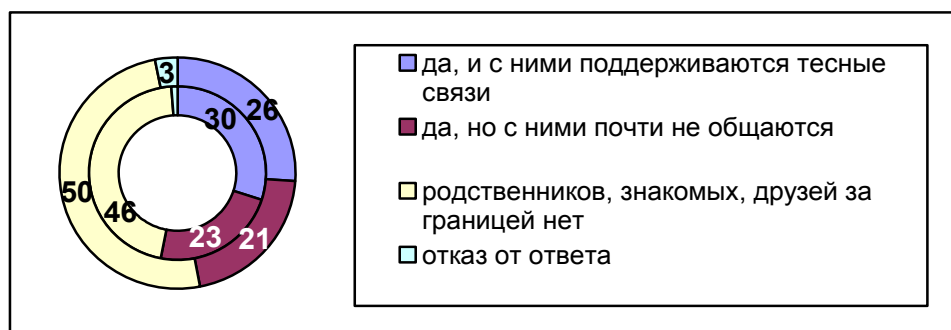 3
30
26
50
46
23
21
да, и с ними поддерживаются тесные
связи
да, но с ними почти не общаются
родственников, знакомых, друзей за
границей нет
отказ от ответа